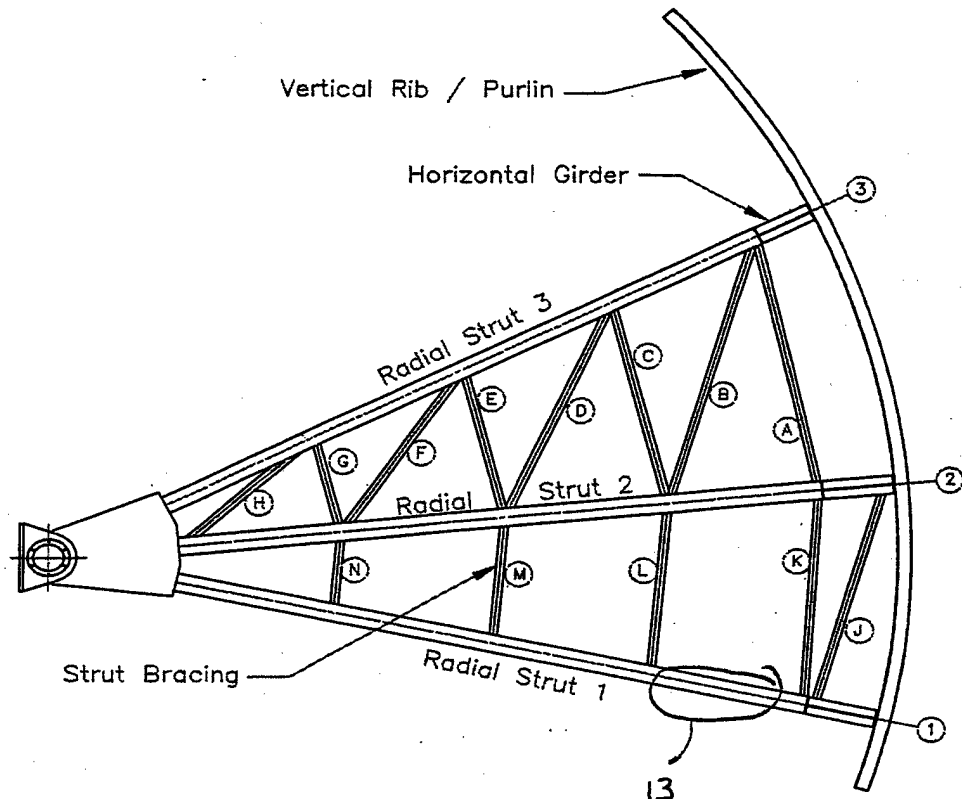 Vertical Rib / Purlin
Horizontal Girder
3
Radial Strut 3
C
E
B
D
A
G
F
H
Radial Strut 2
2
N
M
L
K
J
Strut Bracing
Radial Strut 1
1
13